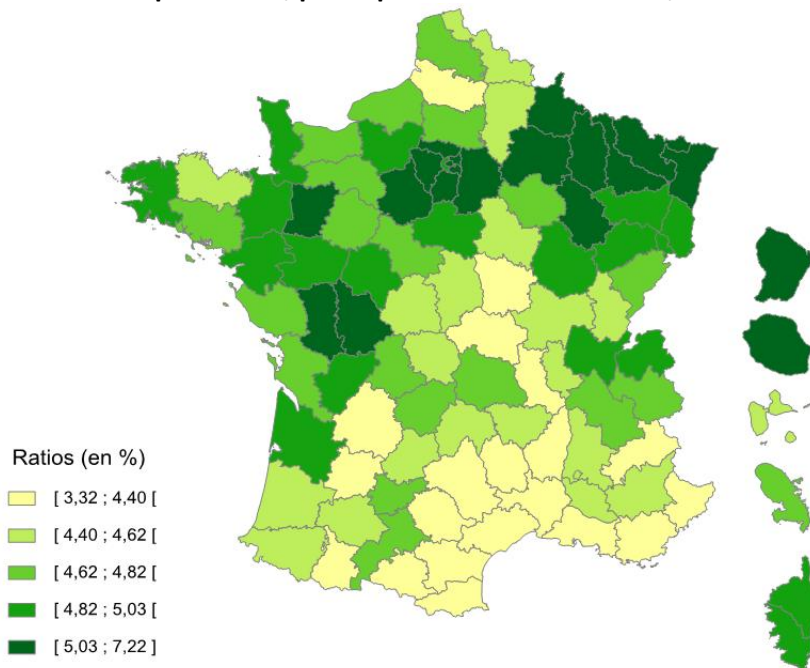 Ratios (en %)
[ 3,32 ; 4,40 [
[ 4,40 ; 4,62 [
[ 4,62 ; 4,82 [
[ 4,82 ; 5,03 [
[ 5,03 ; 7,22 ]